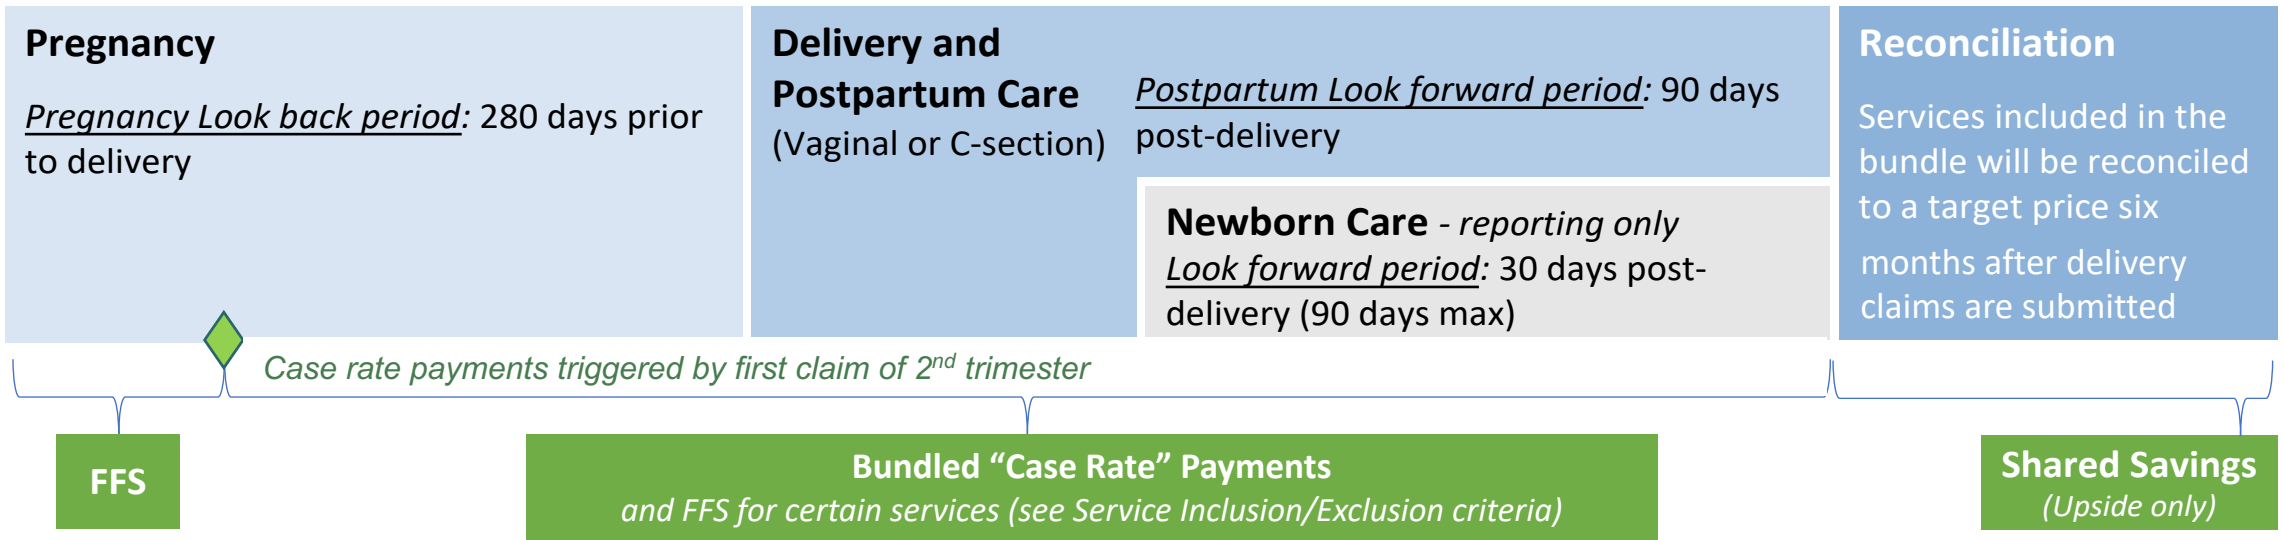 Pregnancy
Pregnancy Look back period: 280 days prior
to delivery
Delivery and
Postpartum Care
(Vaginal or C-section)
Postpartum Look forward period: 90 days
post-delivery
Newborn Care - reporting only
Look forward period: 30 days post-
delivery (90 days max)
Reconciliation
Services included in the
bundle will be reconciled
to a target price six
months after delivery
claims are submitted
Case rate payments triggered by first claim of 2nd trimester
FFS
Bundled “Case Rate” Payments
and FFS for certain services (see Service Inclusion/Exclusion criteria)
Shared Savings
(Upside only)